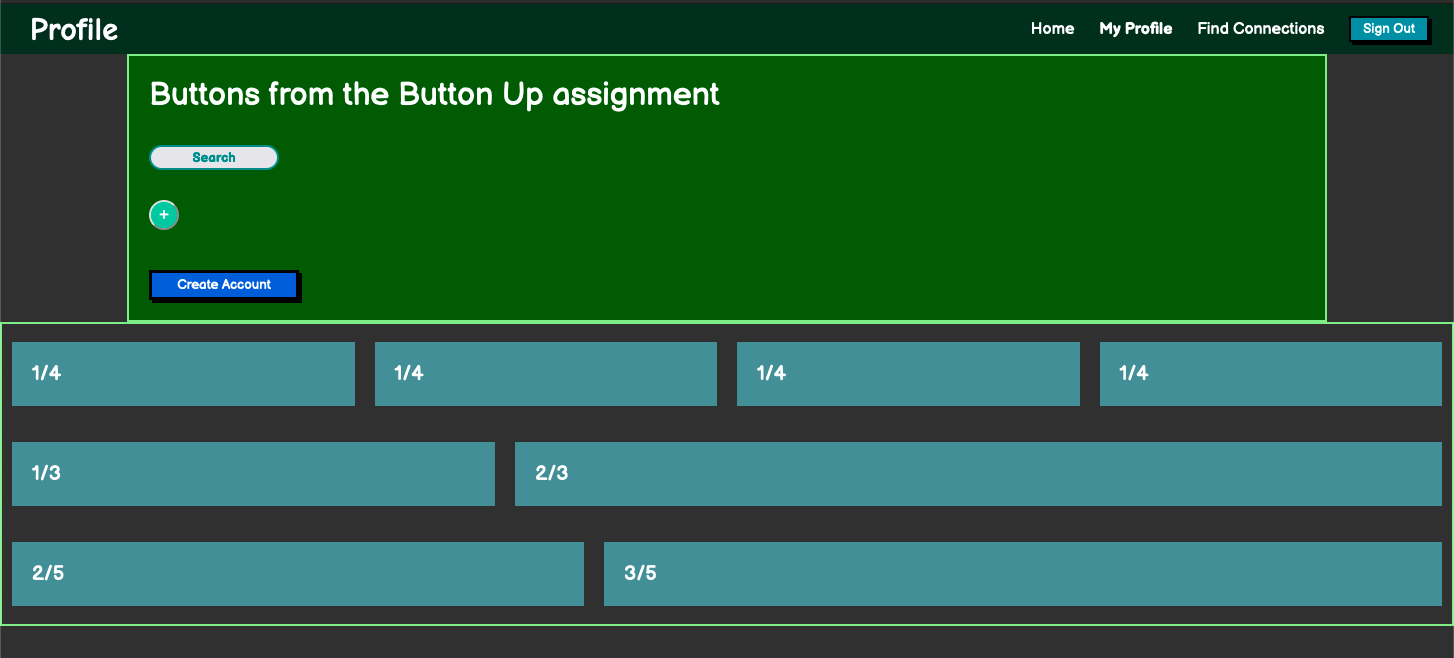 Profile
Home My Profile Find Connections Sign Out
Buttons from the Button Up assignment
Search
+
Create Account
1/4 1/4 1/4 1/4
1/3 2/3
2/5 3/5